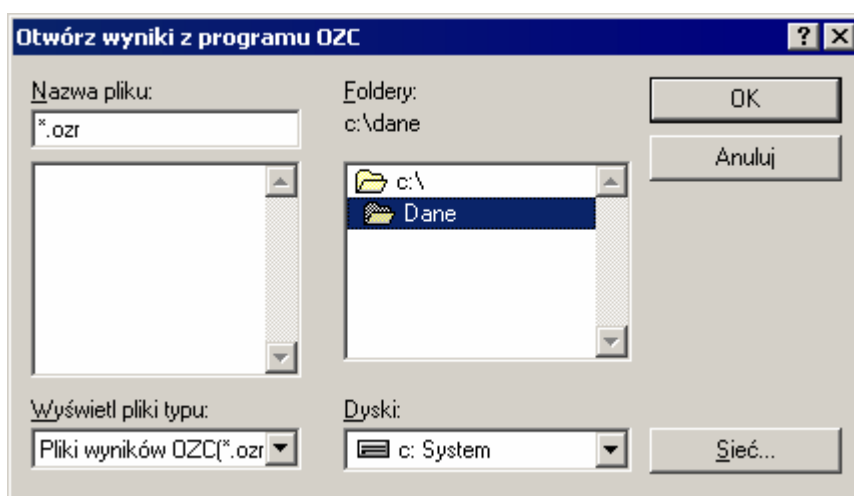 Otwórz wyniki z programu OZC
Nazwa pliku:
*.ozr
Foldery:
c:\dane
c:\
Dane
OK
Anuluj
Wyświetl pliki typu:
Pliki wyników OZC(*.ozr
Dyski:
c: System
Sieć...